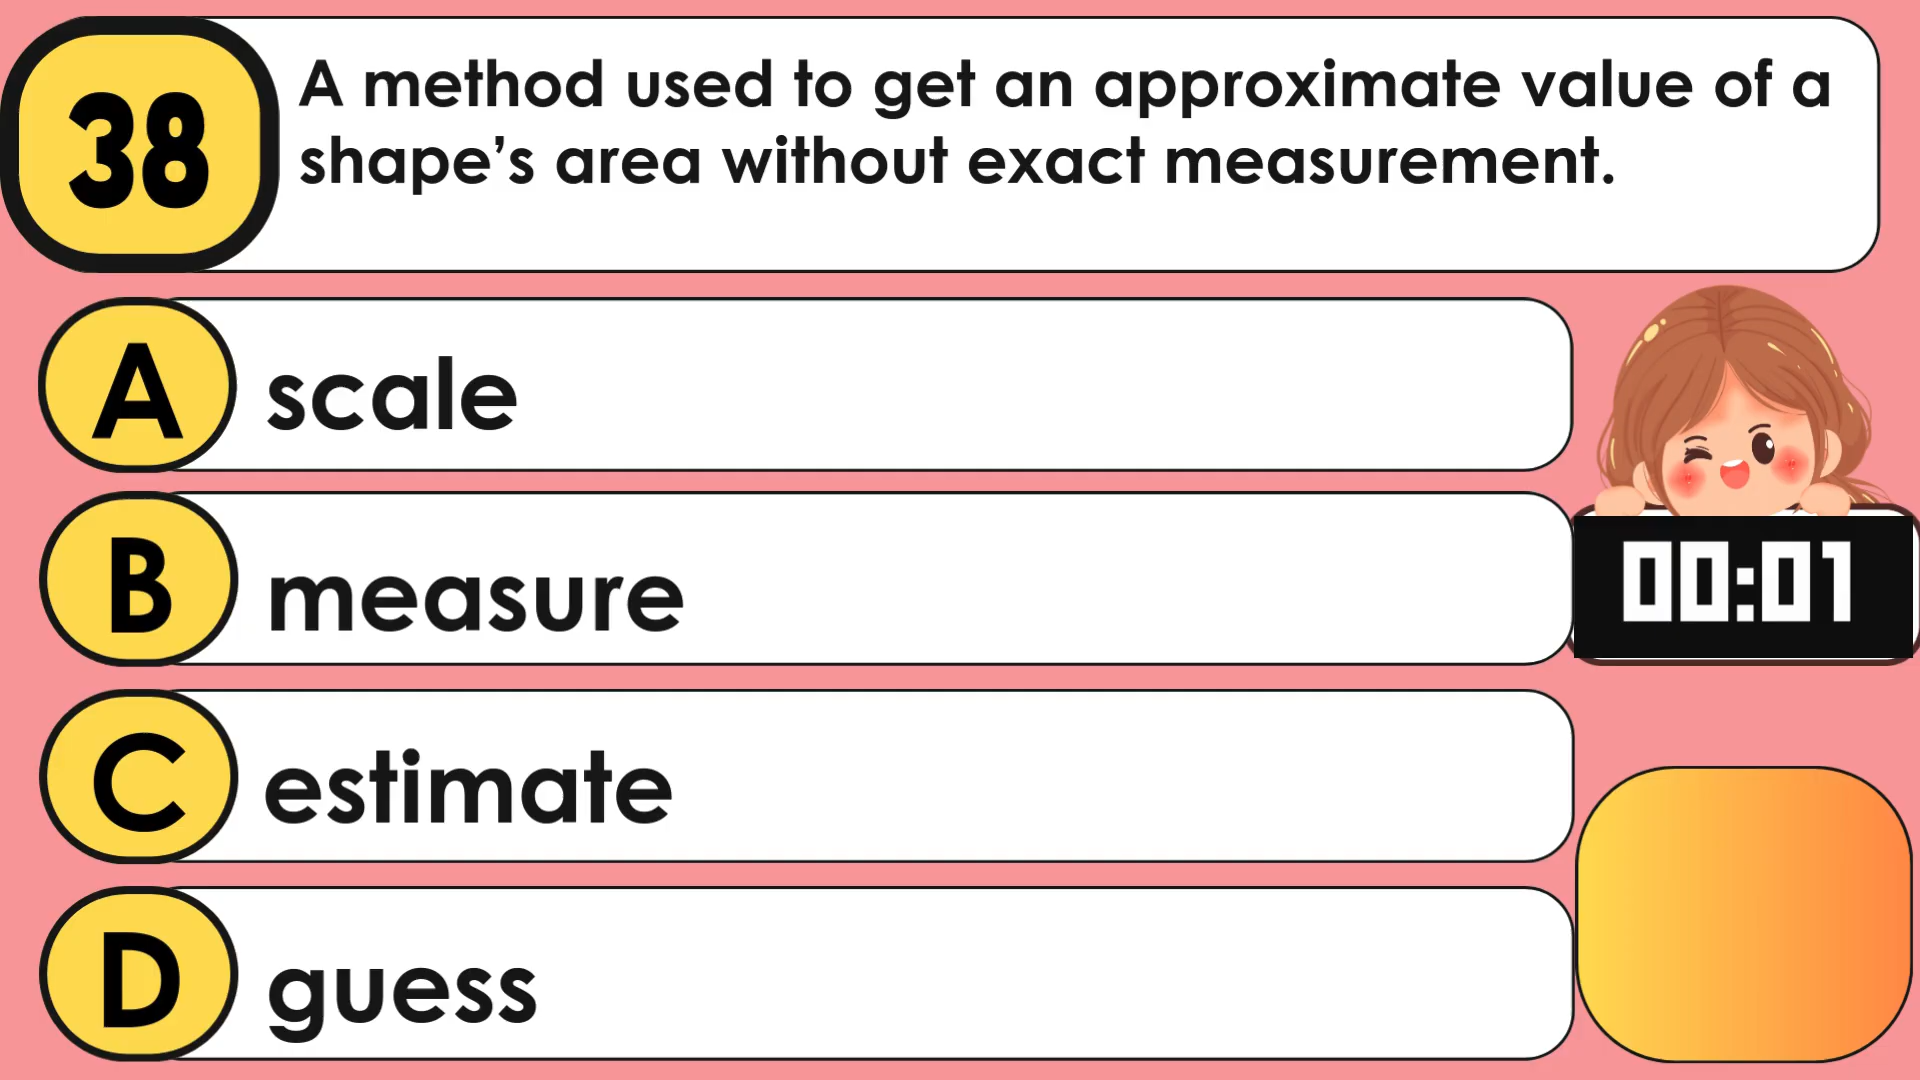 38
A method used to get an approximate value of a
shape’s area without exact measurement.
A
scale
B
measure
00:01
C
estimate
D
guess